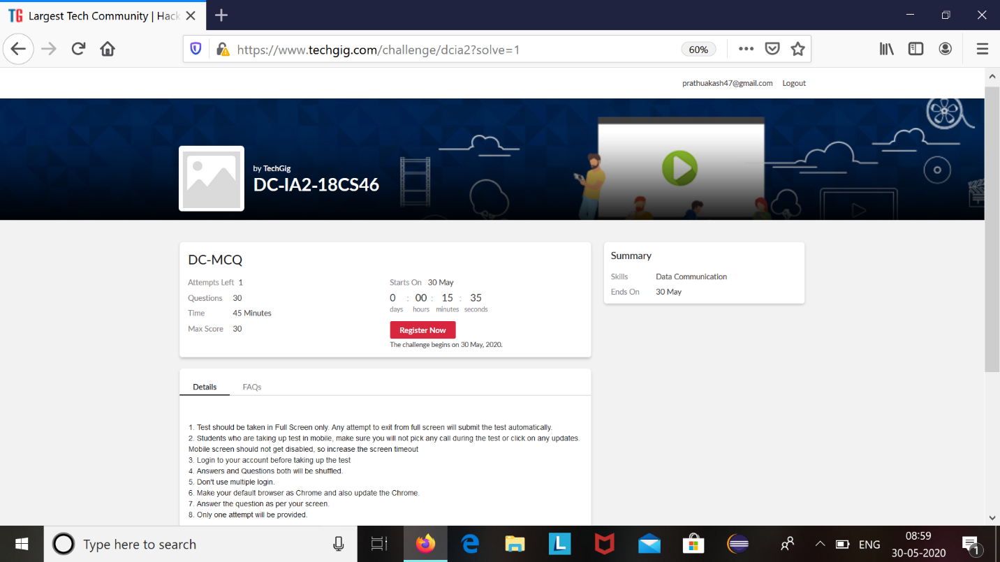 TG Largest Tech Community | Hack
https://www.techgig.com/challenge/dcia2?solve=1
60%
prathuakash47@gmail.com Logout
by TechGig
DC-IA2-18CS46
DC-MCQ
Attempts Left 1
Questions 30
Time 45 Minutes
Max Score 30
Starts On 30 May
0 : 00 : 15 : 35
days hours minutes seconds
Register Now
The challenge begins on 30 May, 2020.
Summary
Skills Data Communication
Ends On 30 May
Details FAQs
1. Test should be taken in Full Screen only. Any attempt to exit from full screen will submit the test automatically.
2. Students who are taking up test in mobile, make sure you will not pick any call during the test or click on any updates.
Mobile screen should not get disabled, so increase the screen timeout
3. Login to your account before taking up the test
4. Answers and Questions both will be shuffled.
5. Don't use multiple login.
6. Make your default browser as Chrome and also update the Chrome.
7. Answer the question as per your screen.
8. Only one attempt will be provided.
Type here to search
L
ENG
08:59
30-05-2020
1